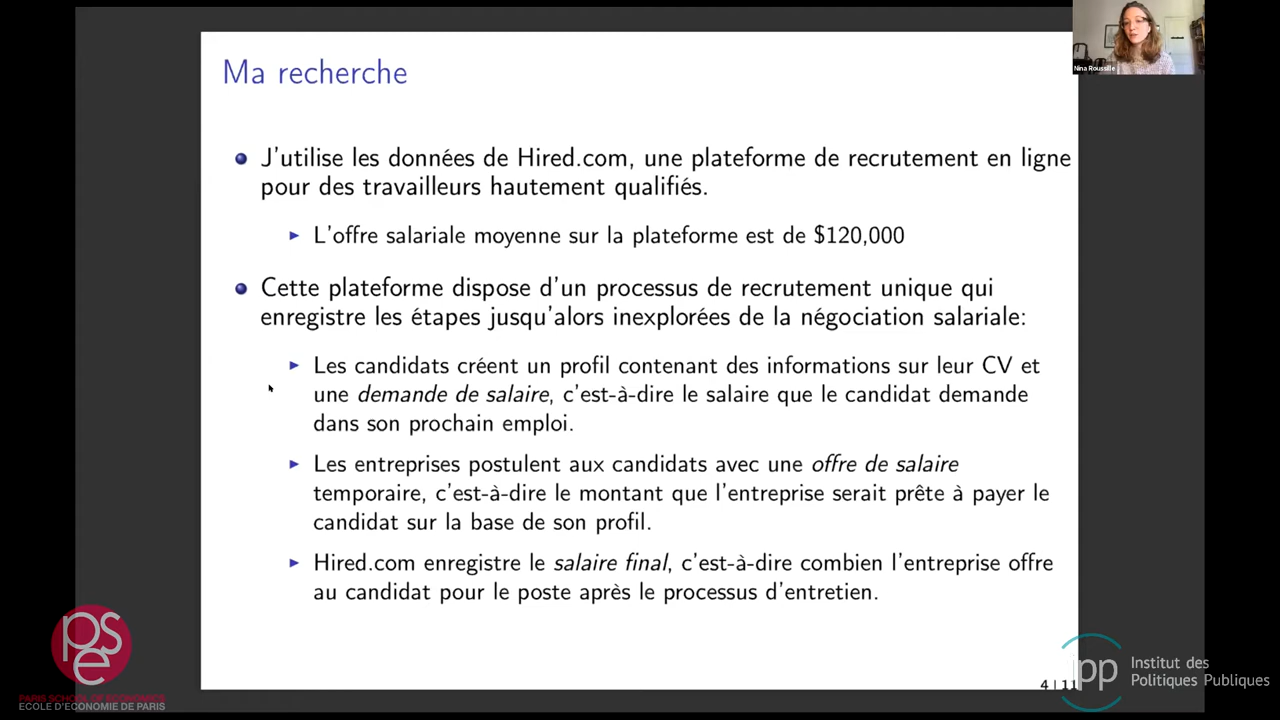 Ma recherche
Nina Roussille
J'utilise les données de Hired.com, une plateforme de recrutement en ligne
pour des travailleurs hautement qualifiés.
L'offre salariale moyenne sur la plateforme est de $120,000
Cette plateforme dispose d'un processus de recrutement unique qui
enregistre les étapes jusqu'alors inexplorées de la négociation salariale:
Les candidats créent un profil contenant des informations sur leur CV et
une demande de salaire, c'est-à-dire le salaire que le candidat demande
dans son prochain emploi.
Les entreprises postulent aux candidats avec une offre de salaire
temporaire, c'est-à-dire le montant que l'entreprise serait prête à payer le
candidat sur la base de son profil.
Hired.com enregistre le salaire final, c'est-à-dire combien l'entreprise offre
au candidat pour le poste après le processus d'entretien.
pse
PARIS SCHOOL OF ECONOMICS
ECOLE D'ECONOMIE DE PARIS
4 | 11
ipp
Institut des
Politiques Publiques